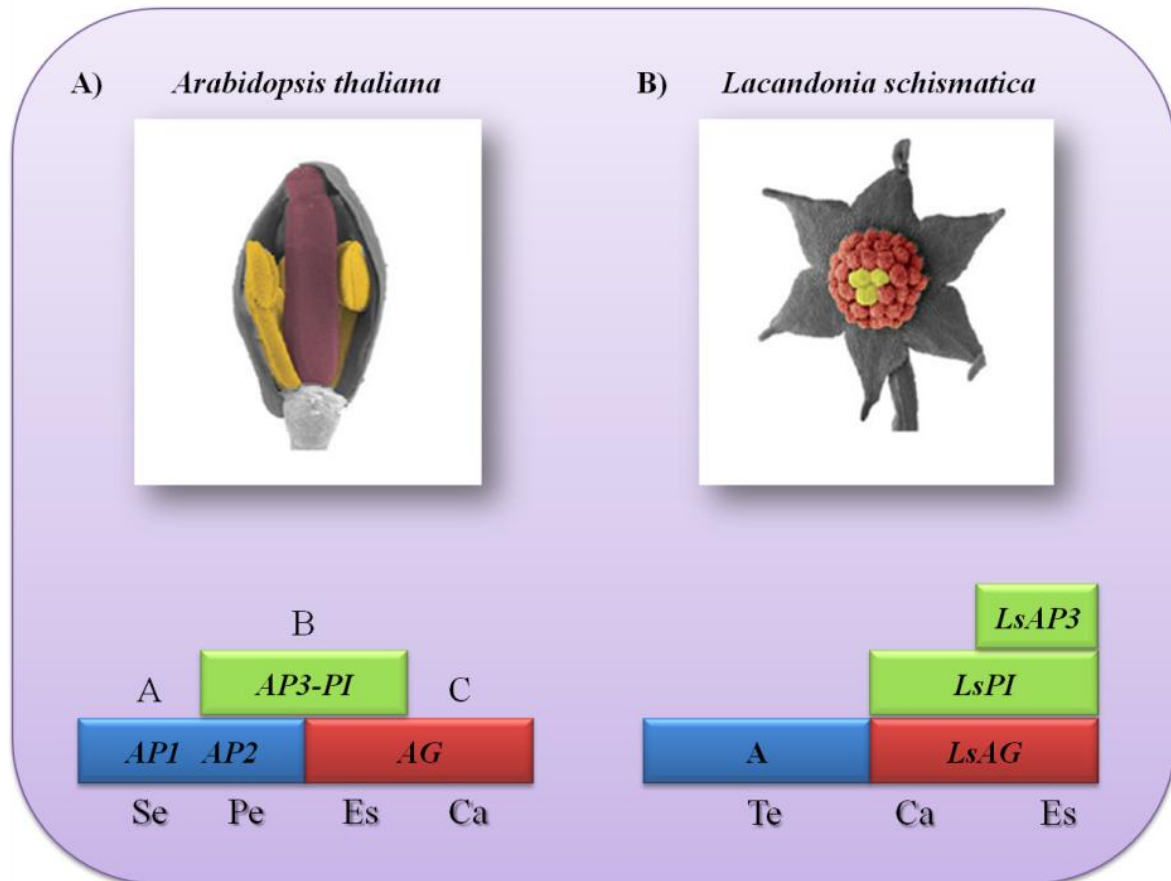 A) Arabidopsis thaliana
B) Lacandonia schismatica
B
A
C
AP3-PI
AP1 AP2
AG
Se Pe Es Ca
LsAP3
LsPI
A
LsAG
Te Ca Es